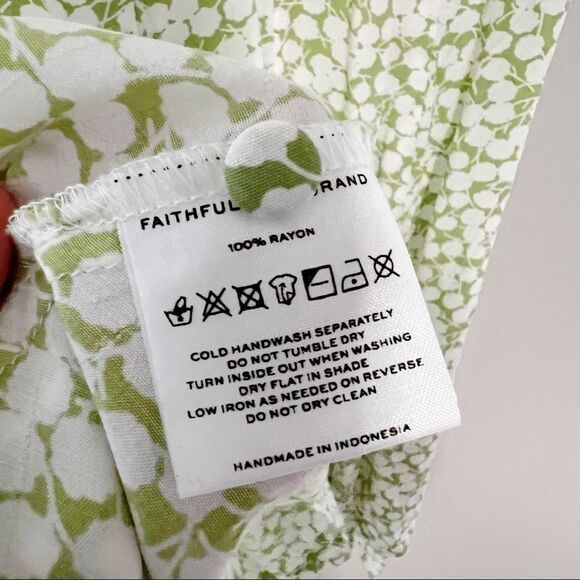 FAITHFUL RAND
100% RAYON
COLD HANDWASH SEPARATELY
DO NOT TUMBLE DRY
TURN INSIDE OUT WHEN WASHING
DRY FLAT IN SHADE
LOW IRON AS NEEDED ON REVERSE
DO NOT DRY CLEAN
HANDMADE IN INDONESIA